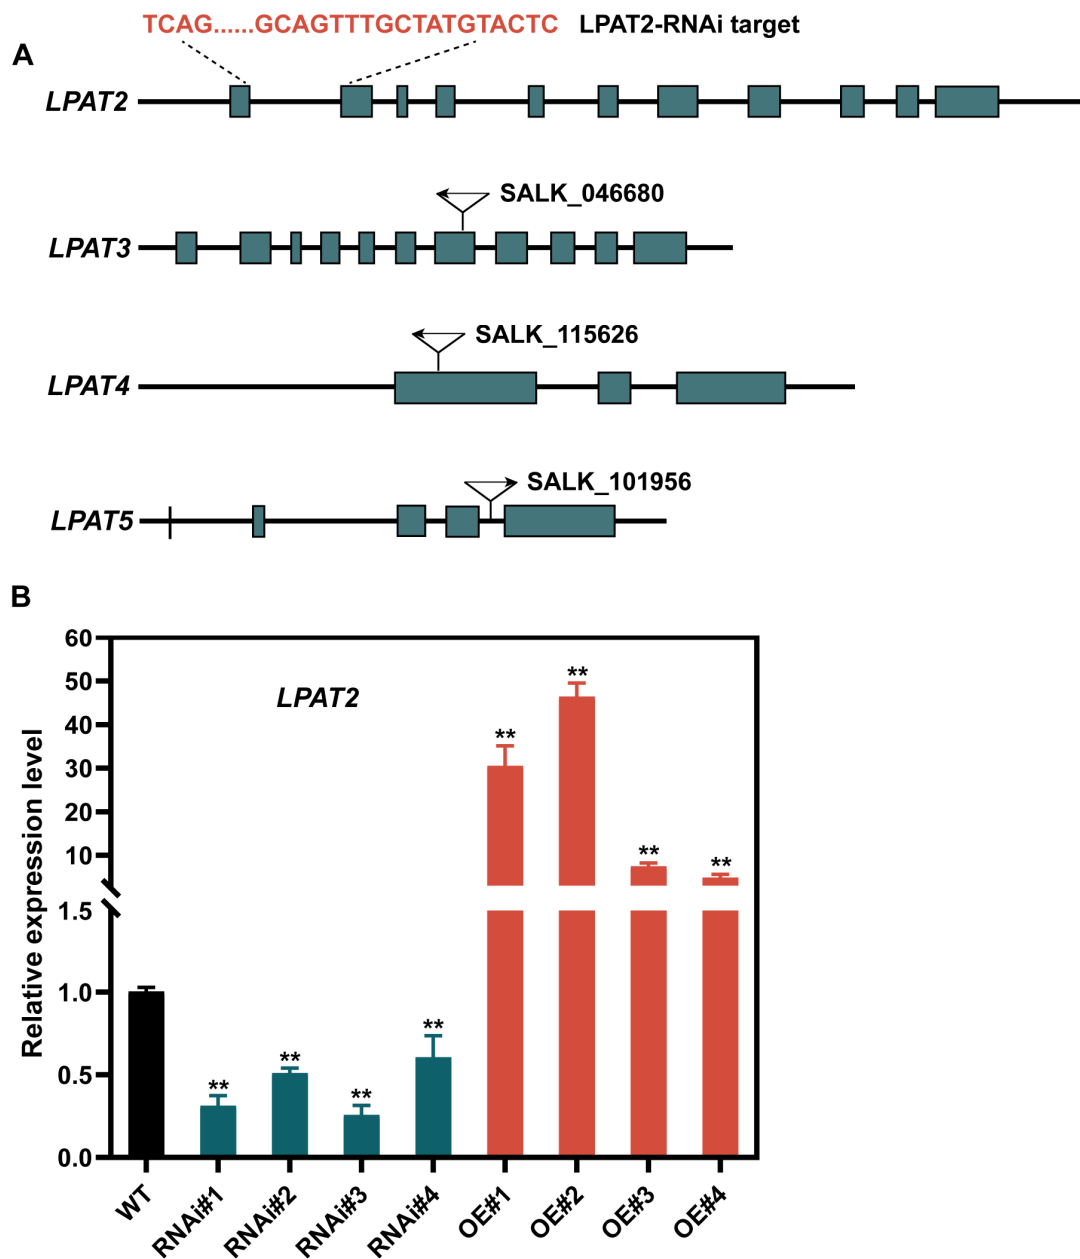 TCAG......GCAGTTTGCTATGTACTC LPAT2-RNAi target
A
LPAT2
SALK_046680
LPAT3
SALK_115626
LPAT4
SALK_101956
LPAT5
B
60
50
40
30
20
10
1.5
1.0
0.5
0.0
Relative expression level
LPAT2
**
**
**
**
**
**
**
**
WT
RNAi#1
RNAi#2
RNAi#3
RNAi#4
OE#1
OE#2
OE#3
OE#4